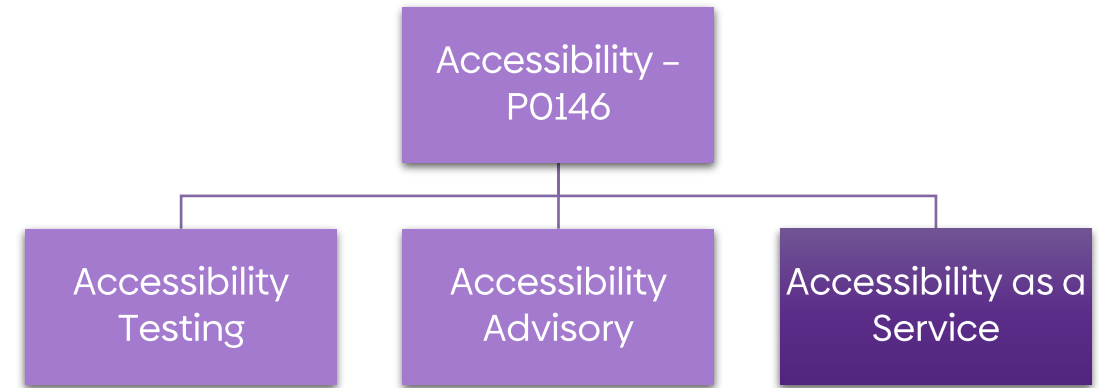 Accessibility –
P0146
Accessibility
Testing
Accessibility
Advisory
Accessibility as a
Service